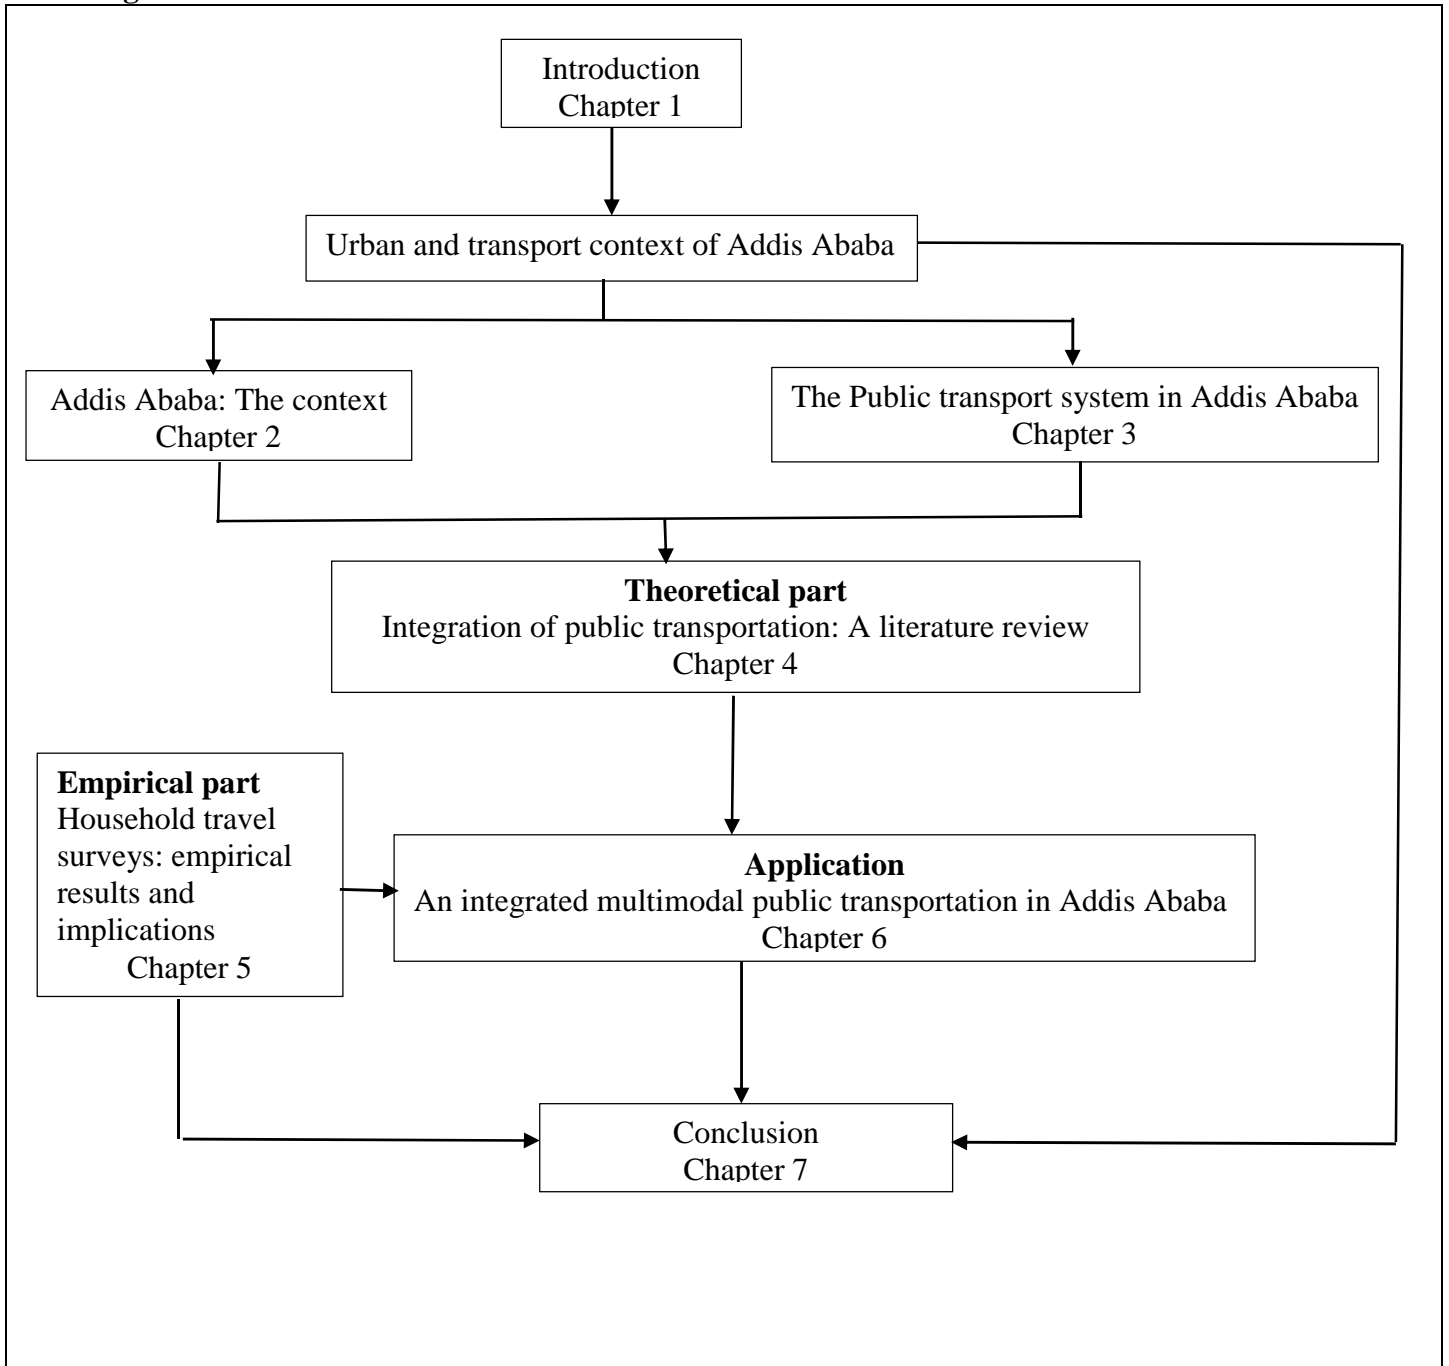 Introduction
Chapter 1
Urban and transport context of Addis Ababa
Addis Ababa: The context
Chapter 2
The Public transport system in Addis Ababa
Chapter 3
Theoretical part
Integration of public transportation: A literature review
Chapter 4
Empirical part
Household travel
surveys: empirical
results and
implications
Chapter 5
Application
An integrated multimodal public transportation in Addis Ababa
Chapter 6
Conclusion
Chapter 7